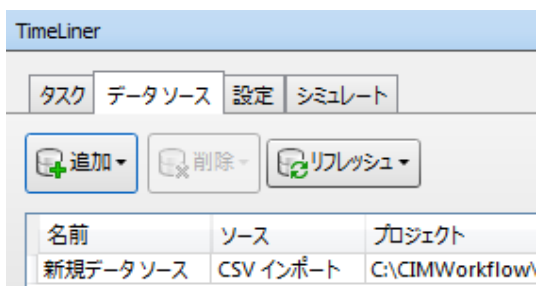 TimeLiner
タスク データ ソース 設定 シミュレート
追加 削除 リフレッシュ
名前 ソース プロジェクト
新規データ ソース CSV インポート C:\CIMWorkflow\